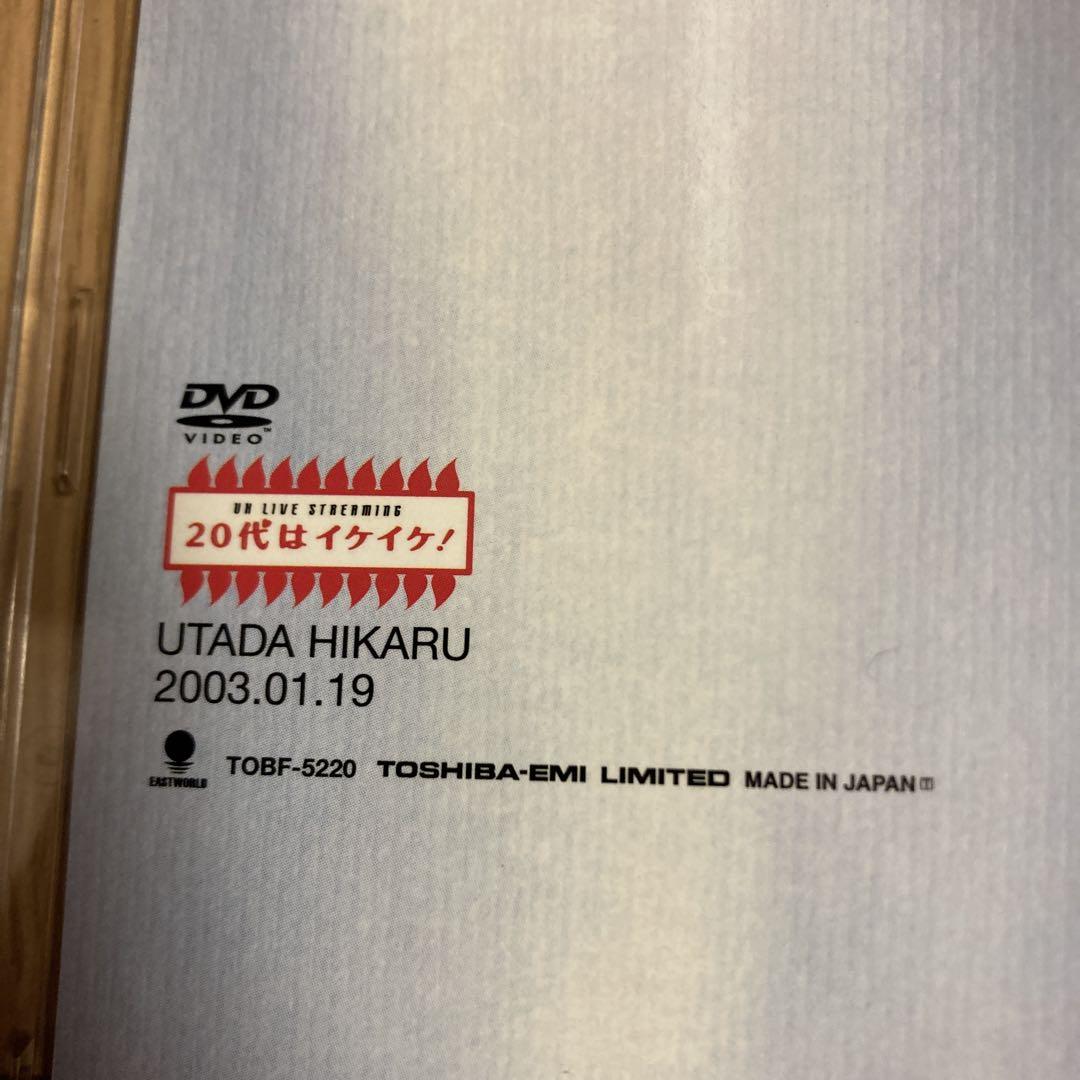 DVD
VIDEO™
UH LIVE STREAMING
20代はイケイケ!
UTADA HIKARU
2003.01.19
EASTWORLD
TOBF-5220 TOSHIBA-EMI LIMITED MADE IN JAPAN